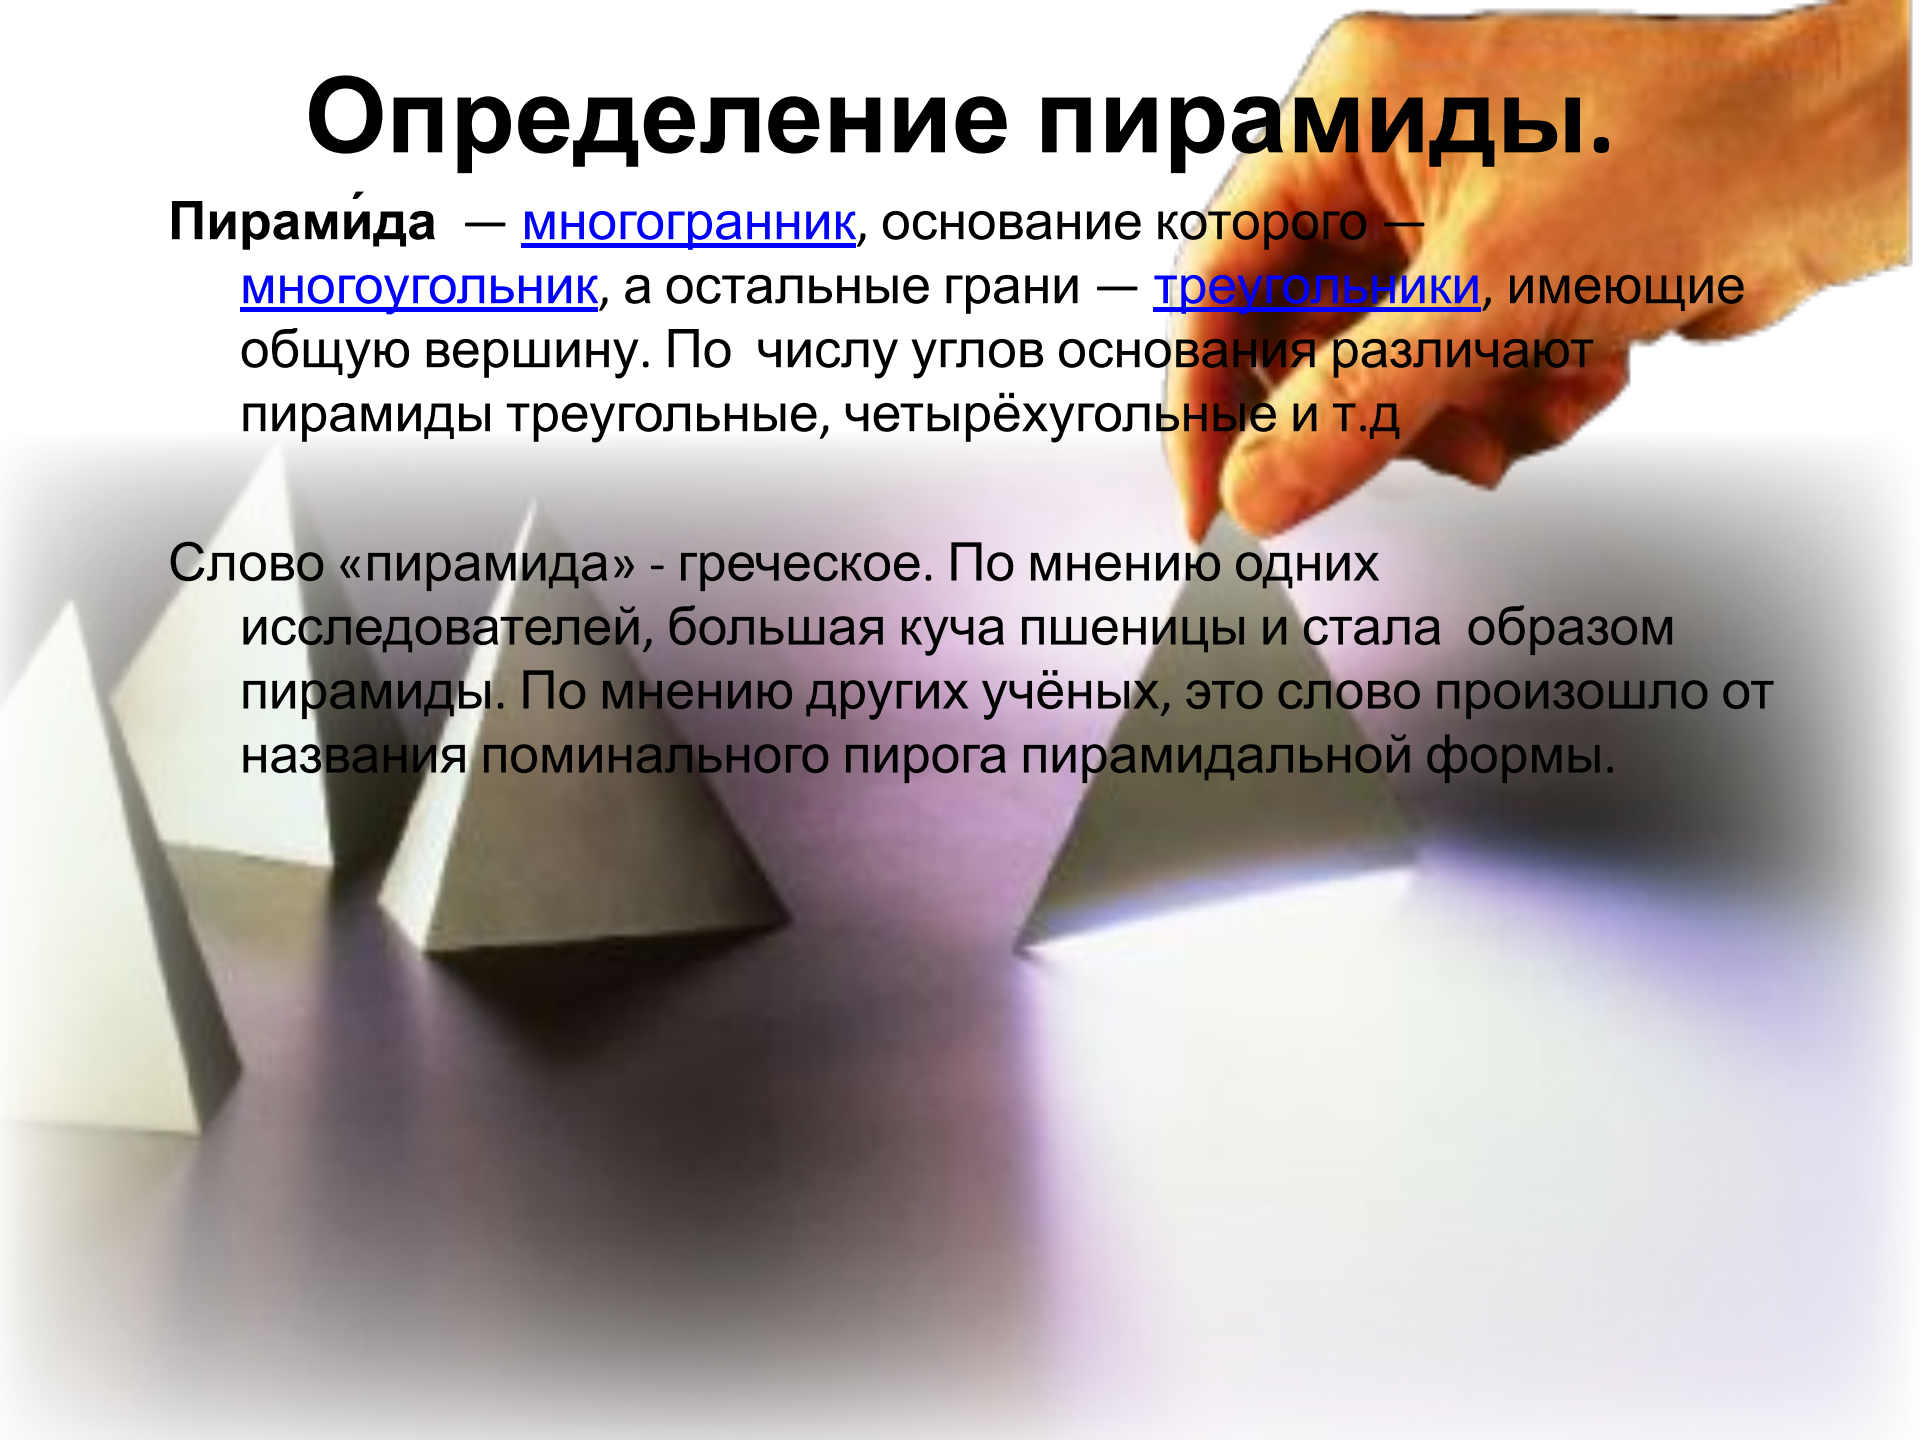 Определение пирамиды.
Пирами́да — многогранник, основание которого —
многоугольник, а остальные грани — треугольники, имеющие
общую вершину. По числу углов основания различают
пирамиды треугольные, четырёхугольные и т.д
Слово «пирамида» - греческое. По мнению одних
исследователей, большая куча пшеницы и стала образом
пирамиды. По мнению других учёных, это слово произошло от
названия поминального пирога пирамидальной формы.